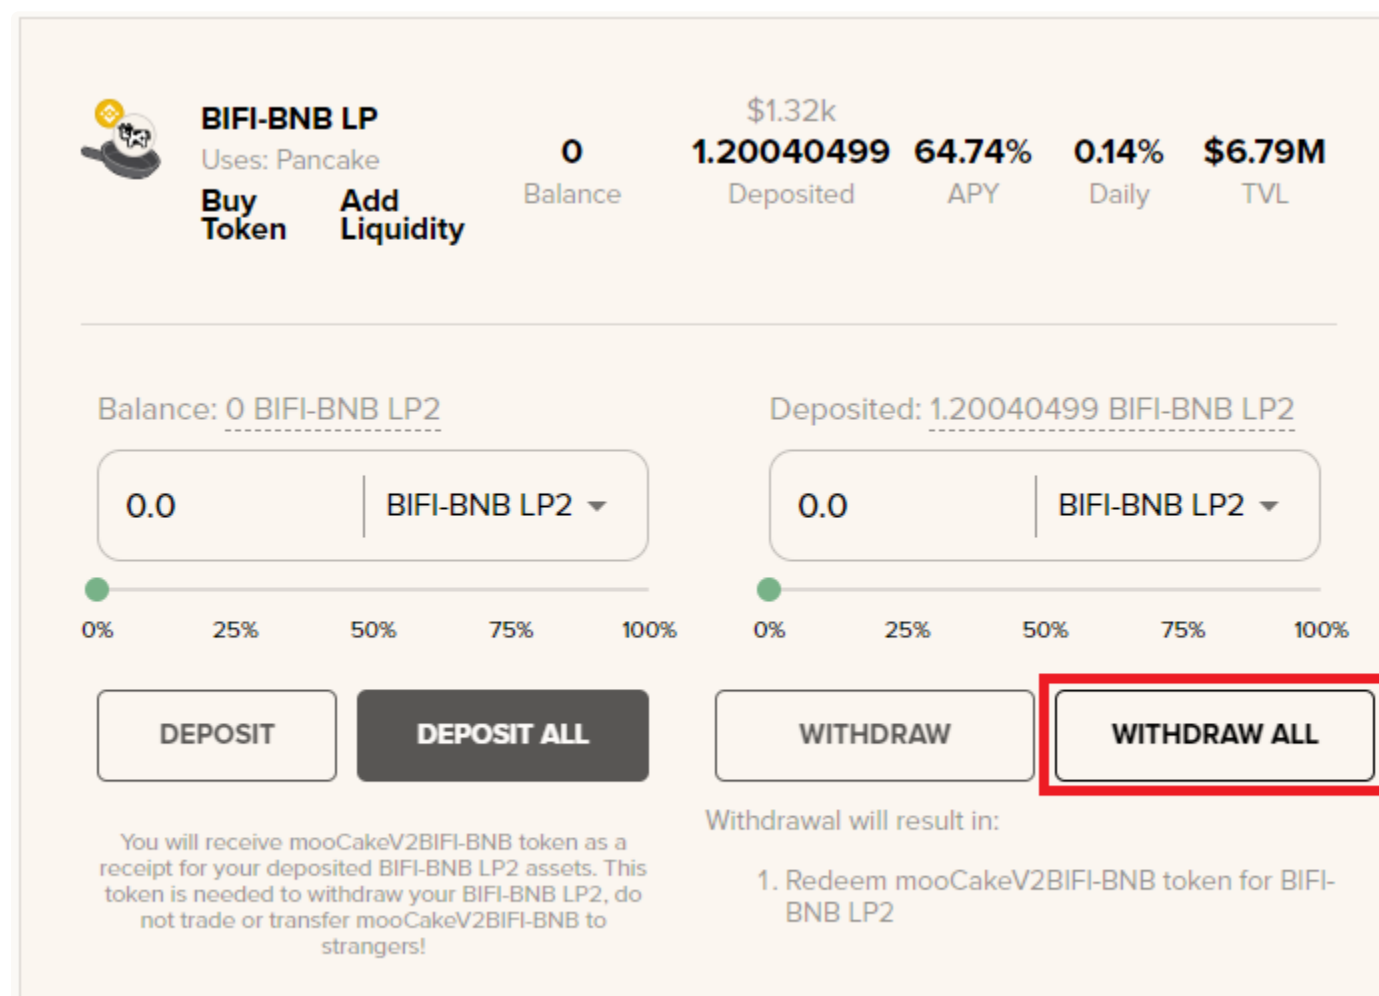 $1.32k
BIFI-BNB LP
Uses: Pancake
0 1.20040499 64.74% 0.14% $6.79M
Balance Deposited APY Daily TVL
Buy Token
Add Liquidity
Balance: 0 BIFI-BNB LP2
0.0 BIFI-BNB LP2
0% 25% 50% 75% 100%
DEPOSIT DEPOSIT ALL
You will receive mooCakeV2BIFI-BNB token as a
receipt for your deposited BIFI-BNB LP2 assets. This
token is needed to withdraw your BIFI-BNB LP2, do
not trade or transfer mooCakeV2BIFI-BNB to
strangers!
Deposited: 1.20040499 BIFI-BNB LP2
0.0 BIFI-BNB LP2
0% 25% 50% 75% 100%
WITHDRAW WITHDRAW ALL
Withdrawal will result in:
1. Redeem mooCakeV2BIFI-BNB token for BIFI-
BNB LP2